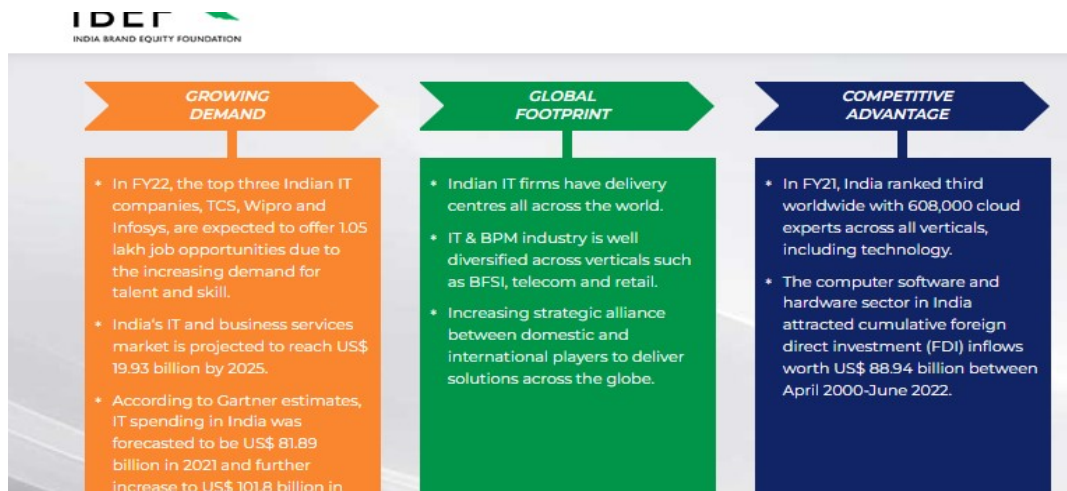 IBEF
INDIA BRAND EQUITY FOUNDATION
GROWING
DEMAND
* In FY22, the top three Indian IT
companies, TCS, Wipro and
Infosys, are expected to offer 1.05
lakh job opportunities due to
the increasing demand for
talent and skill.
* India's IT and business services
market is projected to reach US$
19.93 billion by 2025.
* According to Gartner estimates,
IT spending in India was
forecasted to be US$ 81.89
billion in 2021 and further
increase to US$ 101.8 billion in
GLOBAL
FOOTPRINT
* Indian IT firms have delivery
centres all across the world.
* IT & BPM industry is well
diversified across verticals such
as BFSI, telecom and retail.
* Increasing strategic alliance
between domestic and
international players to deliver
solutions across the globe.
COMPETITIVE
ADVANTAGE
* In FY21, India ranked third
worldwide with 608,000 cloud
experts across all verticals,
including technology.
* The computer software and
hardware sector in India
attracted cumulative foreign
direct investment (FDI) inflows
worth US$ 88.94 billion between
April 2000-June 2022.